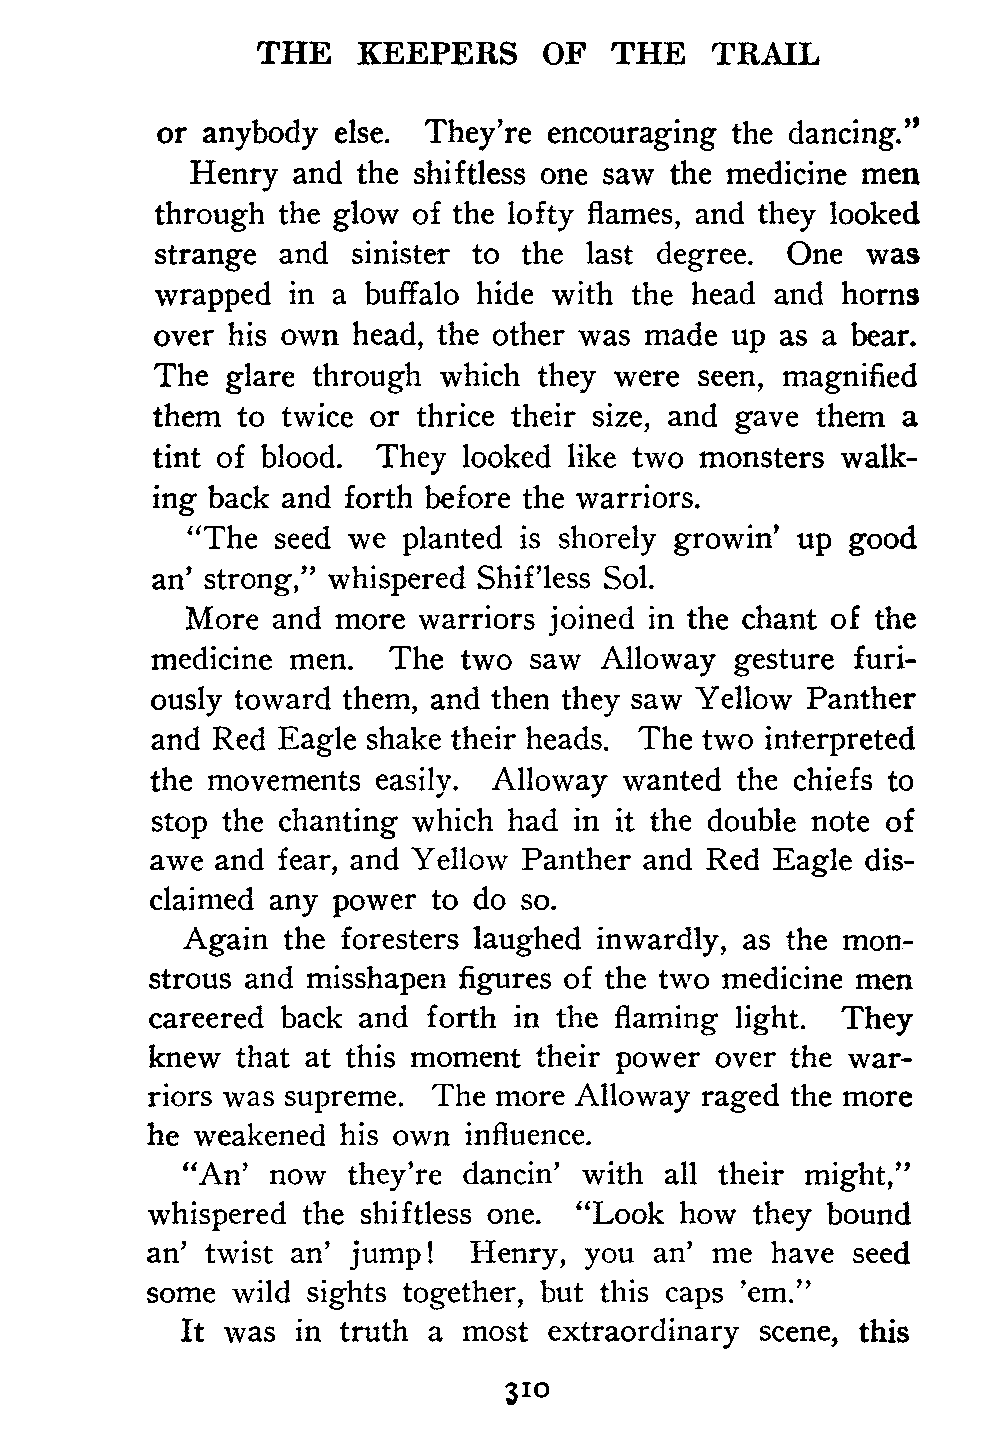 THE KEEPERS OF THE TRAIL
or anybody else. They're encouraging the dancing."
Henry and the shiftless one saw the medicine men
through the glow of the lofty flames, and they looked
strange and sinister to the last degree. One was
wrapped in a buffalo hide with the head and horns
over his own head, the other was made up as a bear.
The glare through which they were seen, magnified
them to twice or thrice their size, and gave them a
tint of blood. They looked like two monsters walk-
ing back and forth before the warriors.
"The seed we planted is shorely growin' up good
an' strong," whispered Shif'less Sol.
More and more warriors joined in the chant of the
medicine men. The two saw Alloway gesture furi-
ously toward them, and then they saw Yellow Panther
and Red Eagle shake their heads. The two interpreted
the movements easily. Alloway wanted the chiefs to
stop the chanting which had in it the double note of
awe and fear, and Yellow Panther and Red Eagle dis-
claimed any power to do so.
Again the foresters laughed inwardly, as the mon-
strous and misshapen figures of the two medicine men
careered back and forth in the flaming light. They
knew that at this moment their power over the war-
riors was supreme. The more Alloway raged the more
he weakened his own influence.
"An' now they're dancin' with all their might,"
whispered the shiftless one. "Look how they bound
an' twist an' jump! Henry, you an' me have seed
some wild sights together, but this caps 'em."
It was in truth a most extraordinary scene, this
310